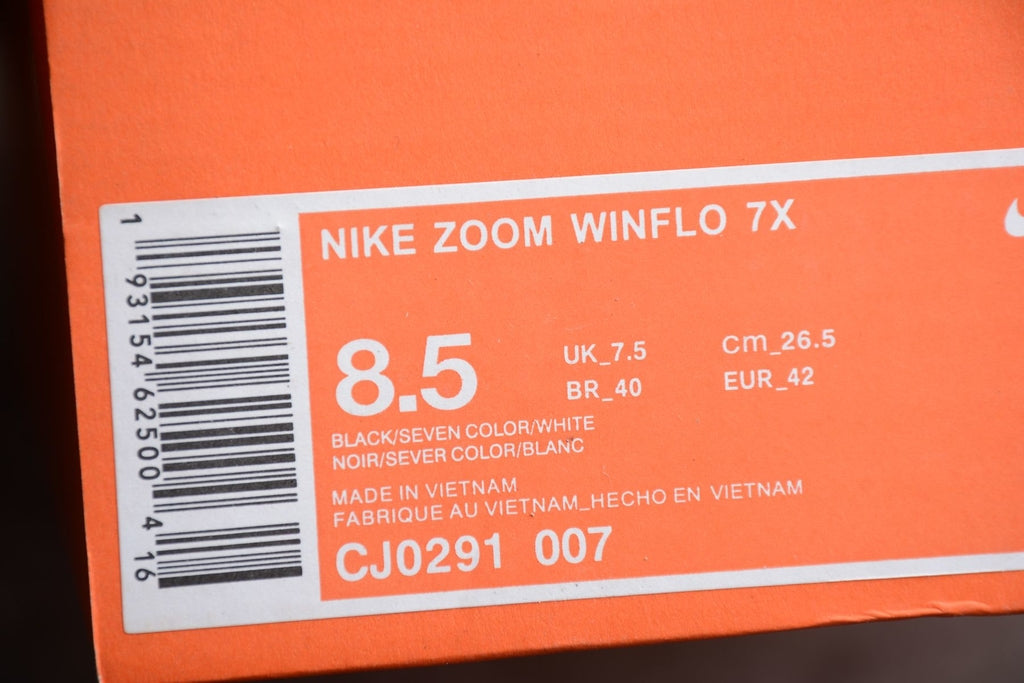 NIKE ZOOM WINFLO 7X
8.5
UK_7.5
cm_26.5
BR_40
EUR_42
BLACK/SEVEN COLOR/WHITE
NOIR/SEVER COLOR/BLANC
MADE IN VIETNAM
FABRIQUE AU VIETNAM_HECHO EN VIETNAM
CJ0291 007
1 93154 62500 4 16